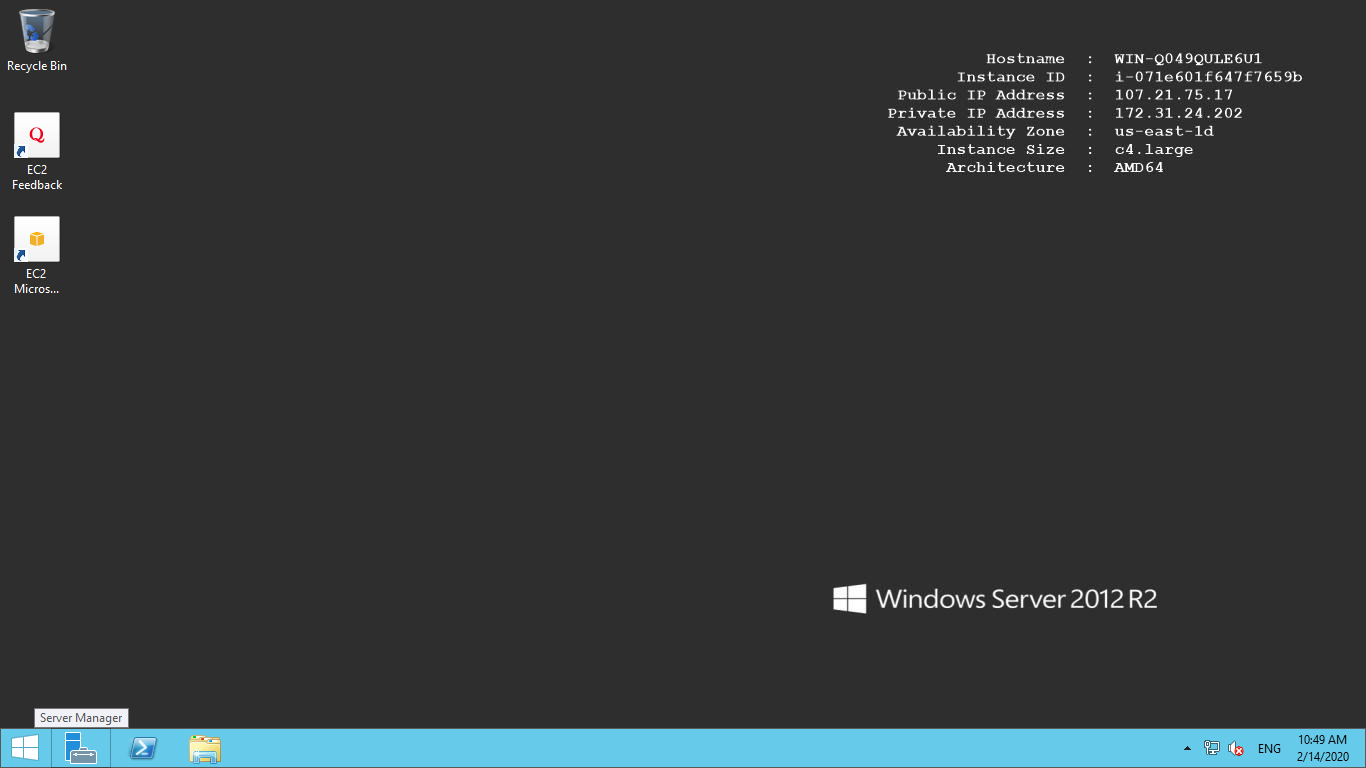 Recycle Bin
Q
EC2
Feedback
EC2
Micros...
Hostname : WIN-Q049QULE6U1
Instance ID : i-071e601f647f7659b
Public IP Address : 107.21.75.17
Private IP Address : 172.31.24.202
Availability Zone : us-east-1d
Instance Size : c4.large
Architecture : AMD64
Windows Server 2012 R2
Server Manager
ENG
10:49 AM
2/14/2020